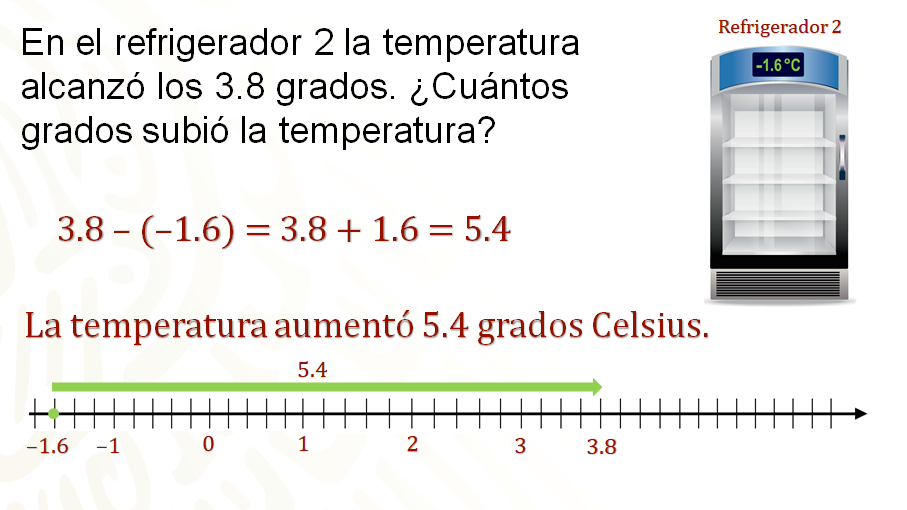 En el refrigerador 2 la temperatura
alcanzó los 3.8 grados. ¿Cuántos
grados subió la temperatura?
Refrigerador 2
–1.6 °C
3.8 – (–1.6) = 3.8 + 1.6 = 5.4
La temperatura aumentó 5.4 grados Celsius.
5.4
–1.6 –1 0 1 2 3 3.8